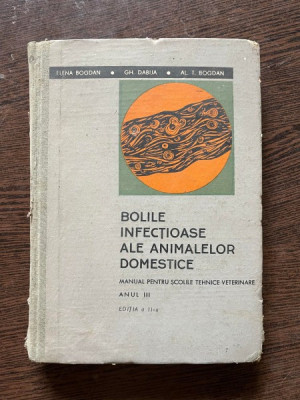 ELENA BOGDAN • GH. DABIJA • AL. T. BOGDAN
BOLILE
INFECȚIOASE
ALE ANIMALELOR
DOMESTICE
MANUAL PENTRU ȘCOLILE TEHNICE VETERINARE
ANUL III
EDIȚIA a II-a